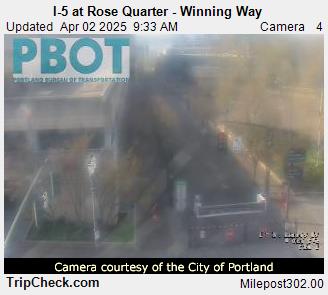 I-5 at Rose Quarter - Winning Way
Updated Apr 02 2025 9:33 AM Camera 4
PBOT
PORTLAND BUREAU OF TRANSPORTATION
Camera courtesy of the City of Portland
TripCheck.com Milepost302.00